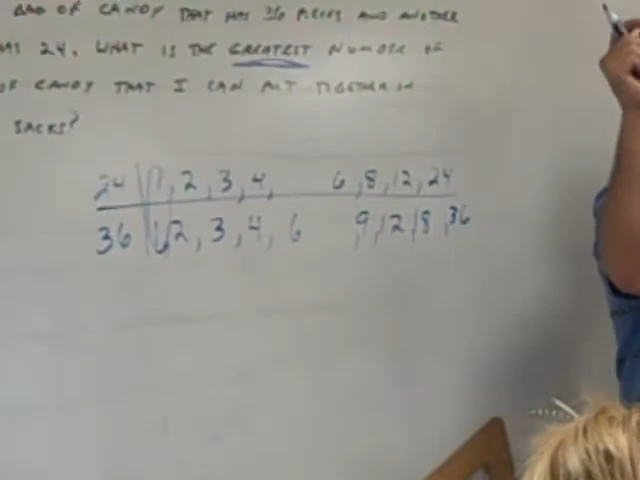 BAG OF CANDY THAT HAS 36 PIECES AND ANOTHER
HAS 24. WHAT IS THE GREATEST NUMBER OF
OF CANDY THAT I CAN PUT TOGETHER IN
SACKS?
24 | 1, 2, 3, 4, 6, 8, 12, 24
36 | 1, 2, 3, 4, 6 9, 12, 18, 36